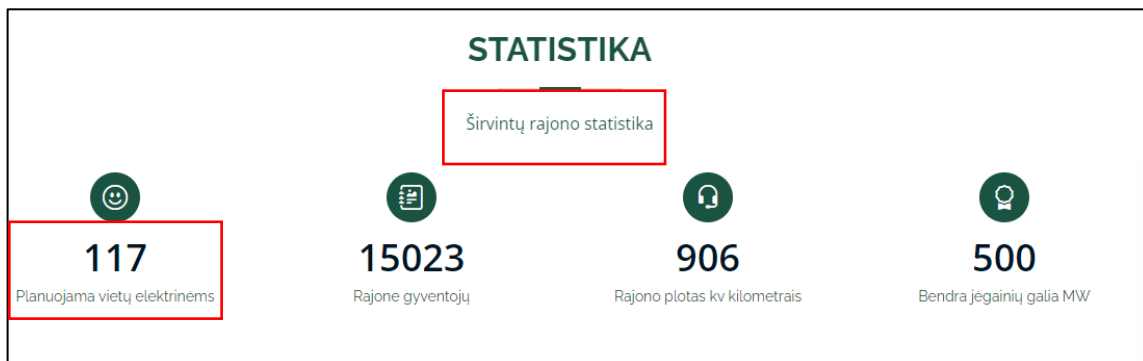 STATISTIKA
Širvintų rajono statistika
117
Planuojama vietų elektrinėms
15023
Rajone gyventojų
906
Rajono plotas kv kilometrais
500
Bendra jėgainių galia MW